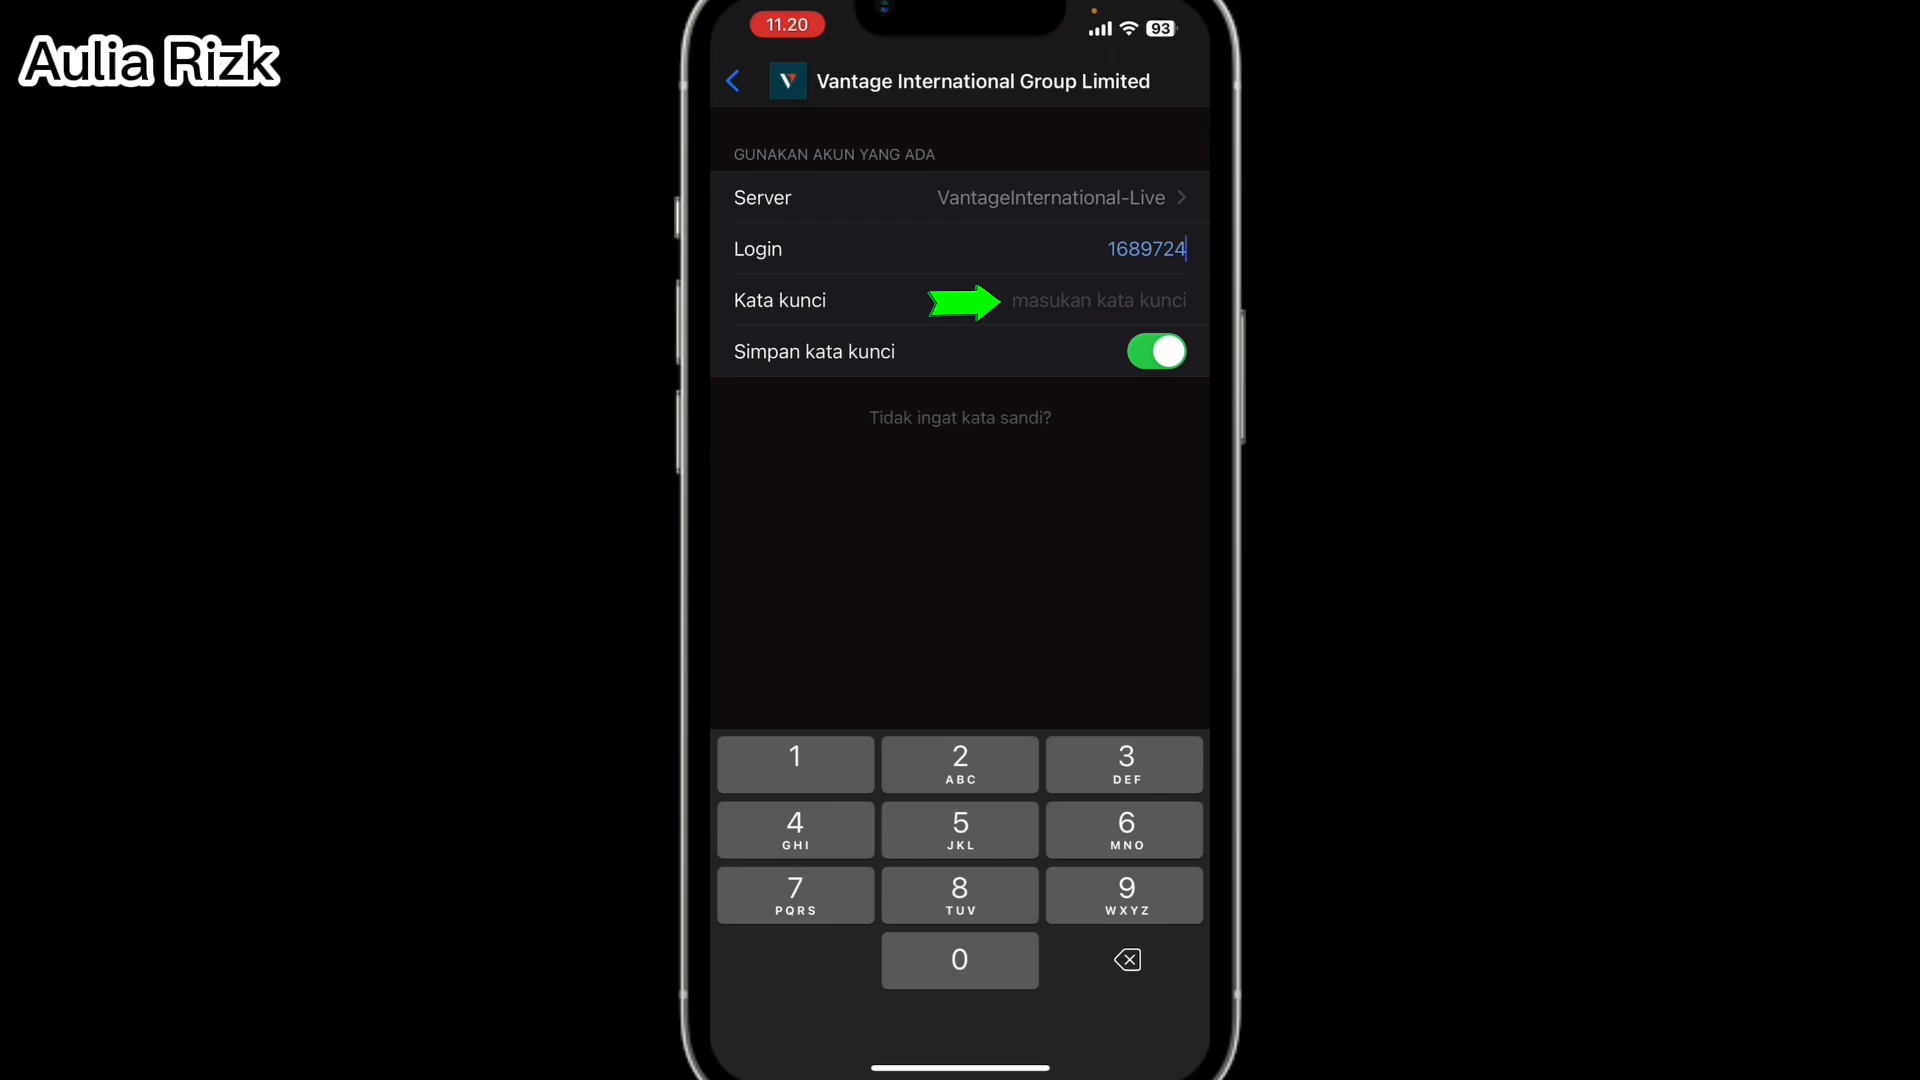 Aulia Rizk
11.20
93
Vantage International Group Limited
GUNAKAN AKUN YANG ADA
Server VantageInternational-Live
Login 1689724
Kata kunci masukan kata kunci
Simpan kata kunci
Tidak ingat kata sandi?
1 2 3
ABC DEF
4 5 6
GHI JKL MNO
7 8 9
PQRS TUV WXYZ
0